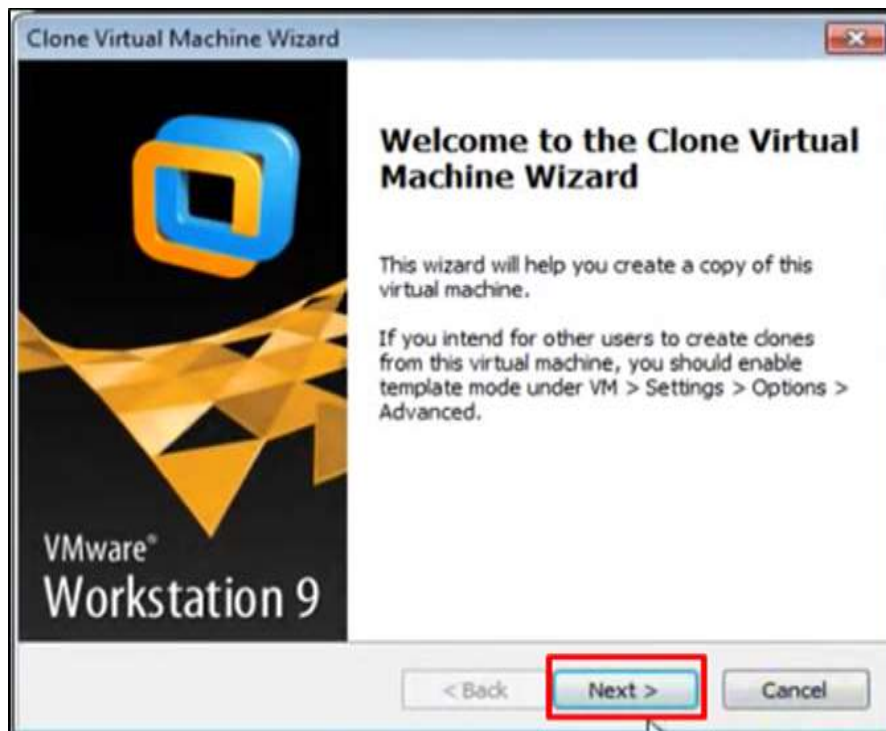 Clone Virtual Machine Wizard
Welcome to the Clone Virtual
Machine Wizard
This wizard will help you create a copy of this
virtual machine.
If you intend for other users to create clones
from this virtual machine, you should enable
template mode under VM > Settings > Options >
Advanced.
VMware®
Workstation 9
< Back Next > Cancel